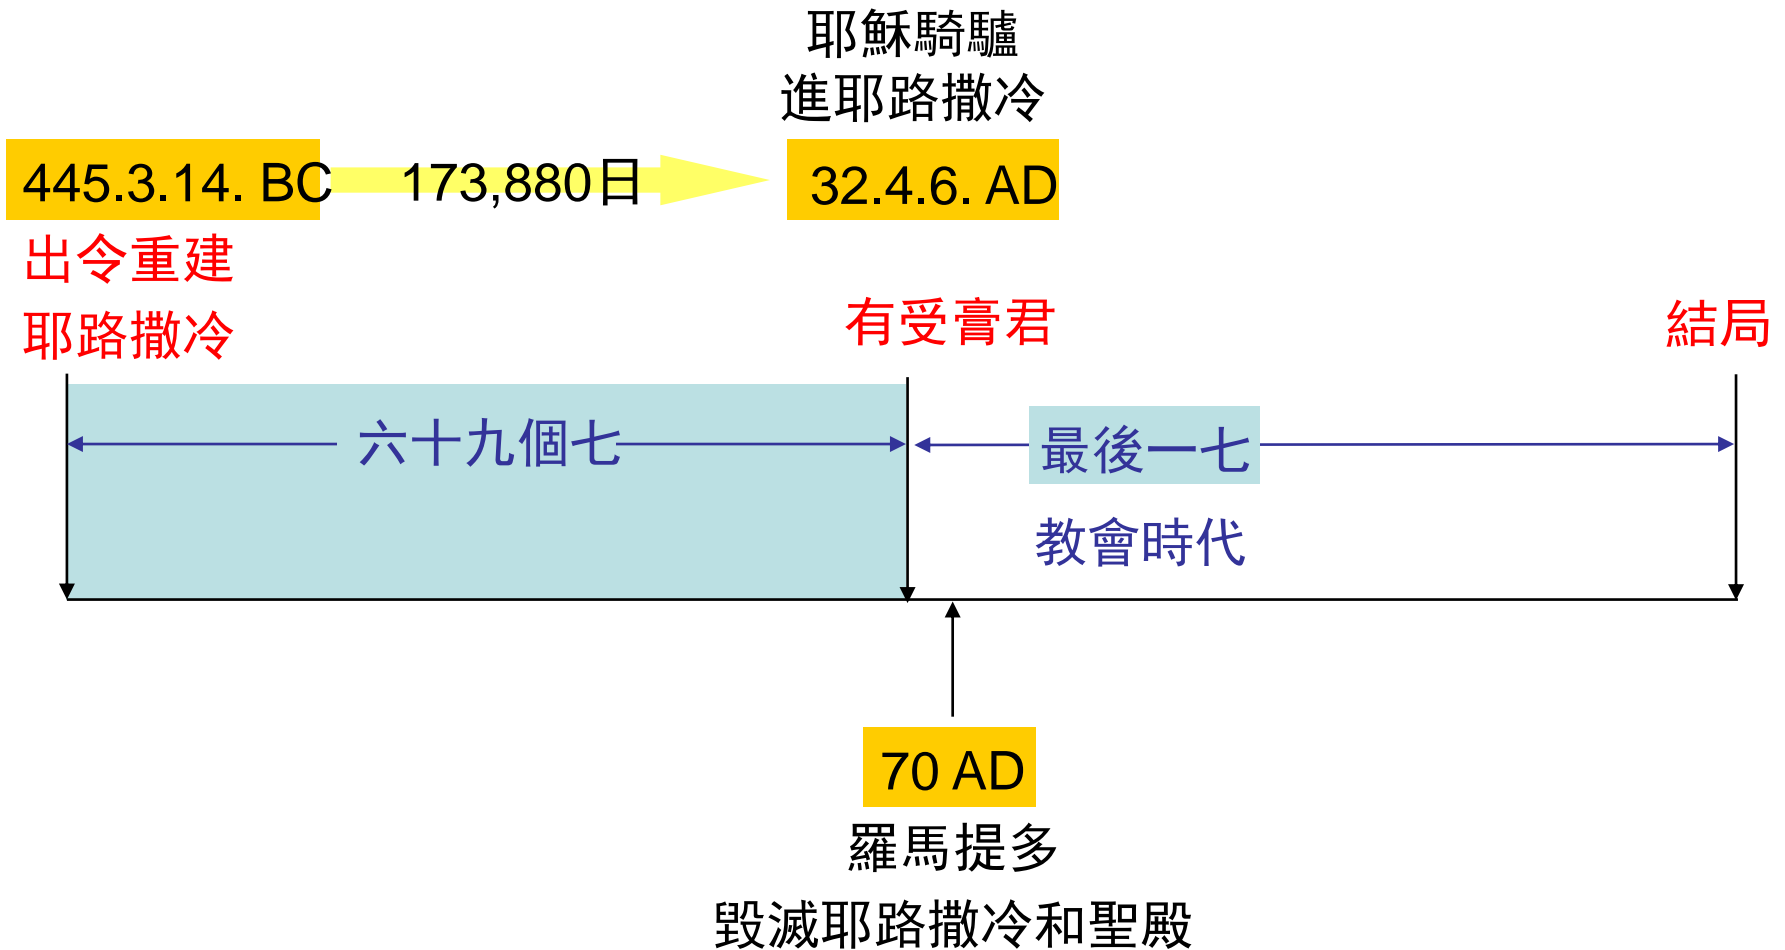 耶穌騎驢
進耶路撒冷
445.3.14. BC
173,880日
32.4.6. AD
出令重建
耶路撒冷
有受膏君
結局
六十九個七
最後一七
教會時代
70 AD
羅馬提多
毀滅耶路撒冷和聖殿